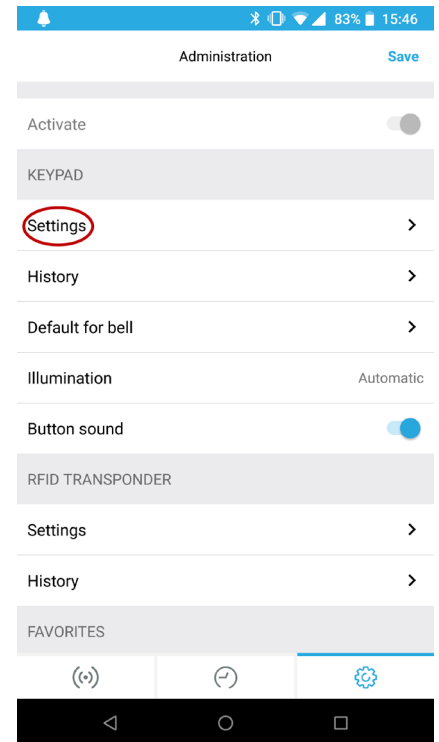 83% 15:46
Administration Save
Activate
KEYPAD
Settings
History
Default for bell
Illumination Automatic
Button sound
RFID TRANSPONDER
Settings
History
FAVORITES